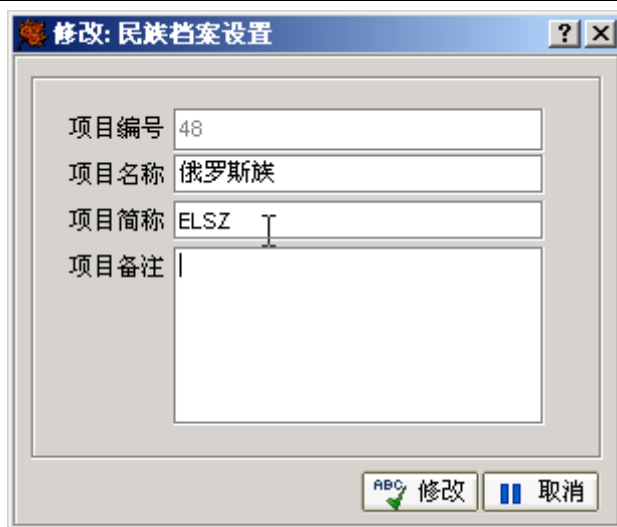 修改: 民族档案设置
项目编号 48
项目名称 俄罗斯族
项目简称 ELSZ
项目备注
ABC 修改 取消